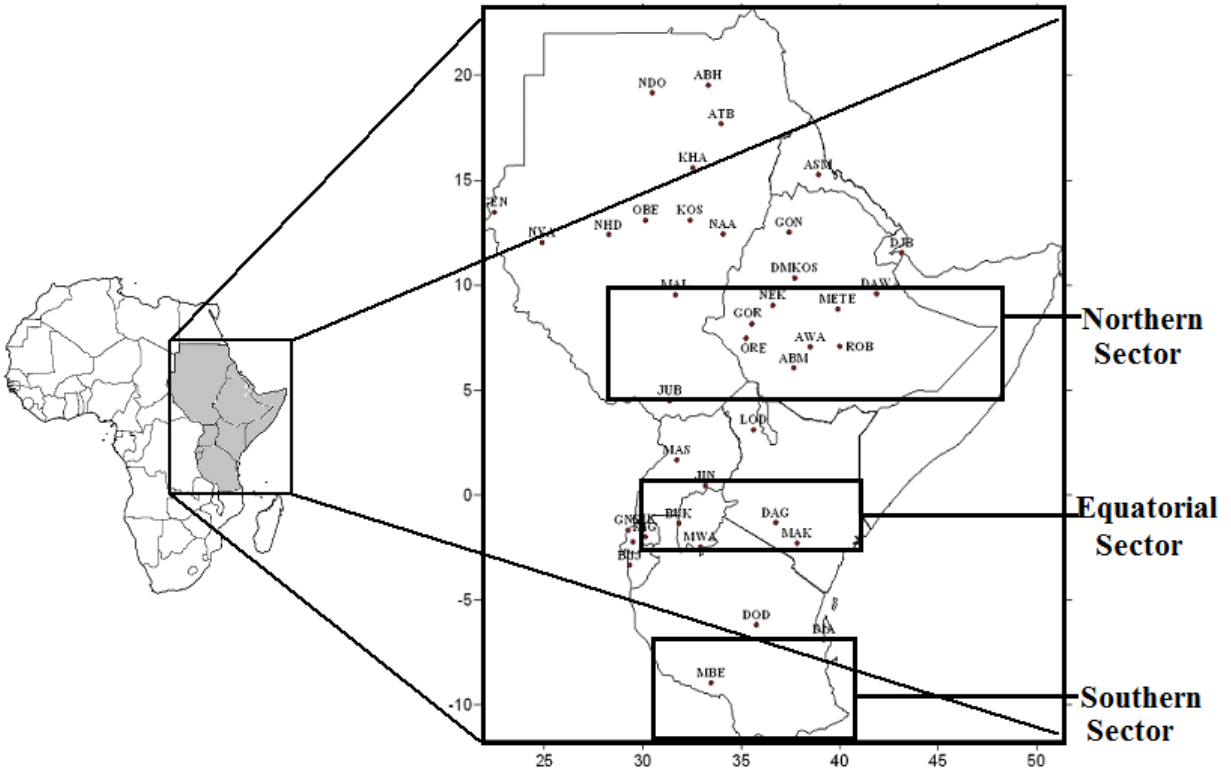 20
ABH
NDO
ATB
KHA
15
ASM
OBE
KOS
NHD
NAA
GON
NYA
DJB
DMKOS
10
MAL
DAW
NEK
METE
GOR
ORE
AWA
ROB
ABM
Northern
Sector
5
JUB
LOD
MAS
JIN
0
BUK
DAG
MWA
MAK
Equatorial
Sector
-5
DOD
MBE
-10
Southern
Sector
25
30
35
40
45
50